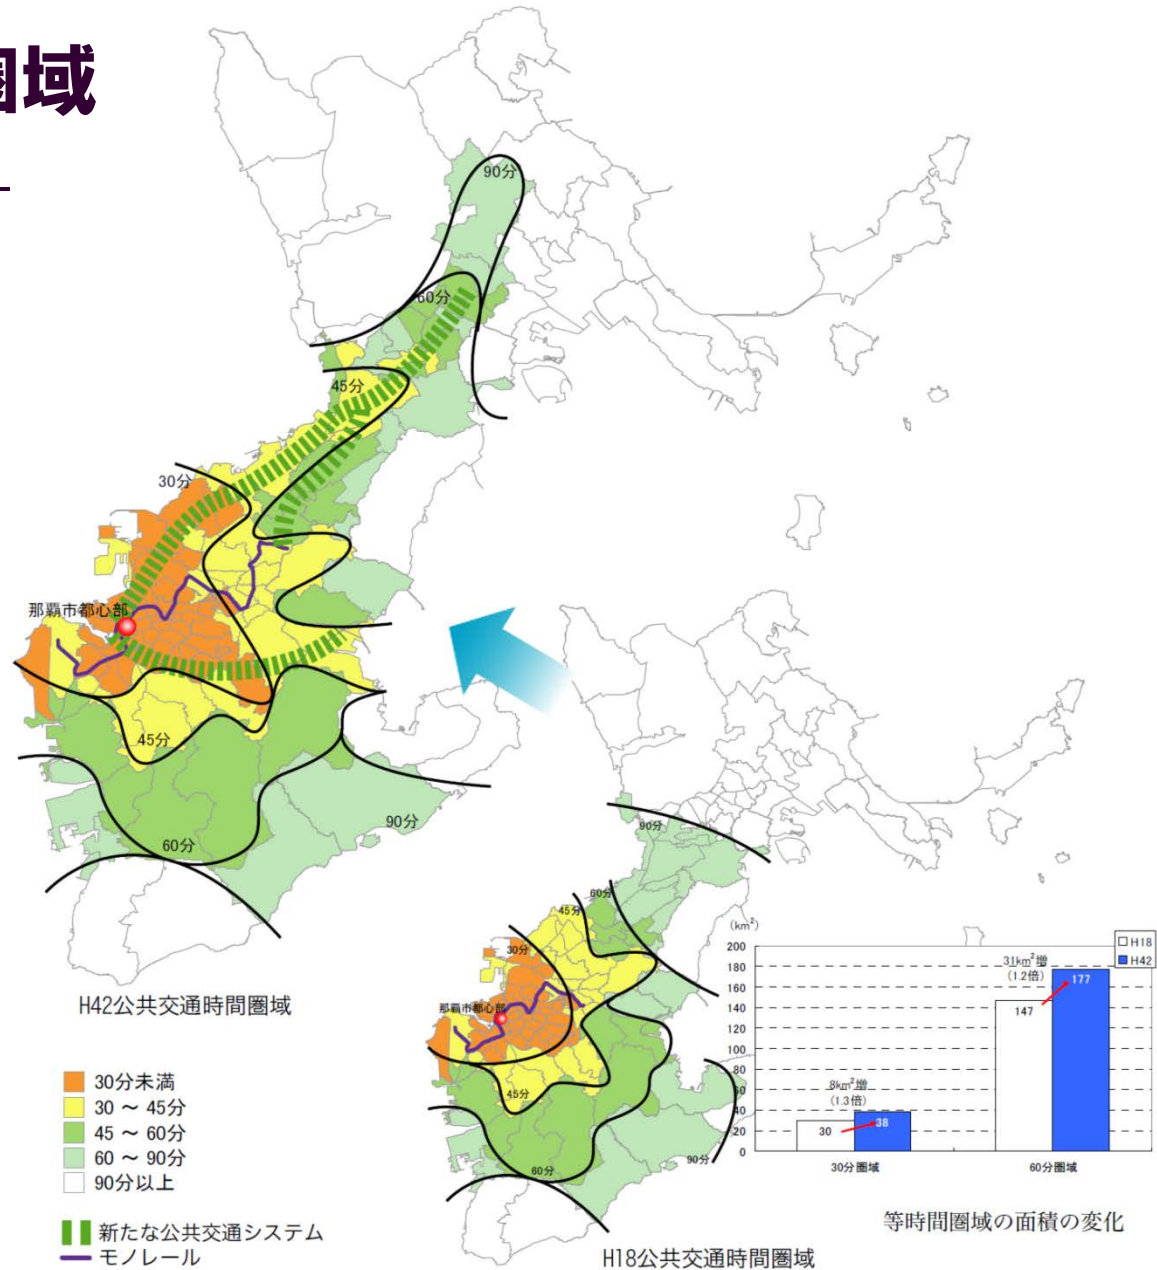 圏域
90分
60分
45分
30分
那覇市都心部
45分
60分
90分
H42公共交通時間圏域
30分未満
30 ～ 45分
45 ～ 60分
60 ～ 90分
90分以上
新たな公共交通システム
モノレール
90分
60分
45分
30分
那覇市都心部
45分
60分
90分
H18公共交通時間圏域
(km²)
H18
H42
200
180
160
140
120
100
80
60
40
20
0
8km²増
(1.3倍)
30
38
31km²増
(1.2倍)
147
177
30分圏域
60分圏域
等時間圏域の面積の変化